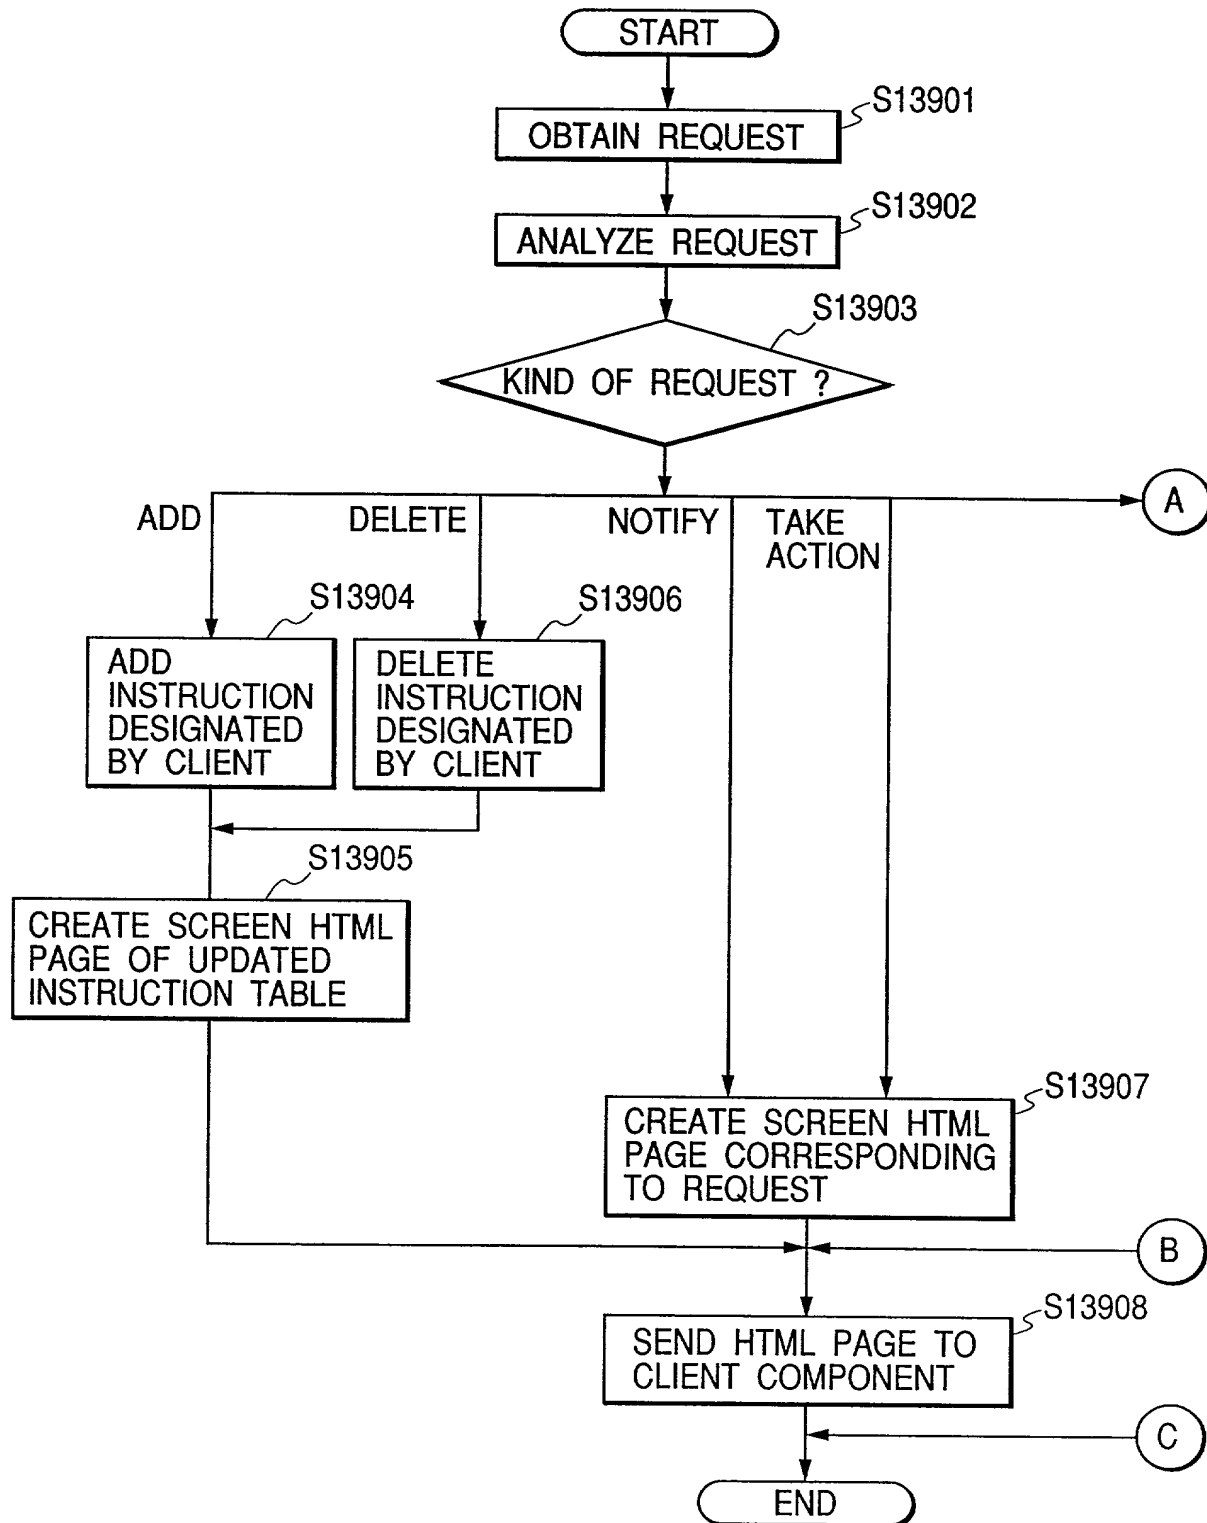 START
S13901
OBTAIN REQUEST
S13902
ANALYZE REQUEST
S13903
KIND OF REQUEST ?
A
ADD
DELETE
NOTIFY
TAKE
ACTION
S13904
S13906
ADD
INSTRUCTION
DESIGNATED
BY CLIENT
DELETE
INSTRUCTION
DESIGNATED
BY CLIENT
S13905
CREATE SCREEN HTML
PAGE OF UPDATED
INSTRUCTION TABLE
S13907
CREATE SCREEN HTML
PAGE CORRESPONDING
TO REQUEST
B
S13908
SEND HTML PAGE TO
CLIENT COMPONENT
C
END